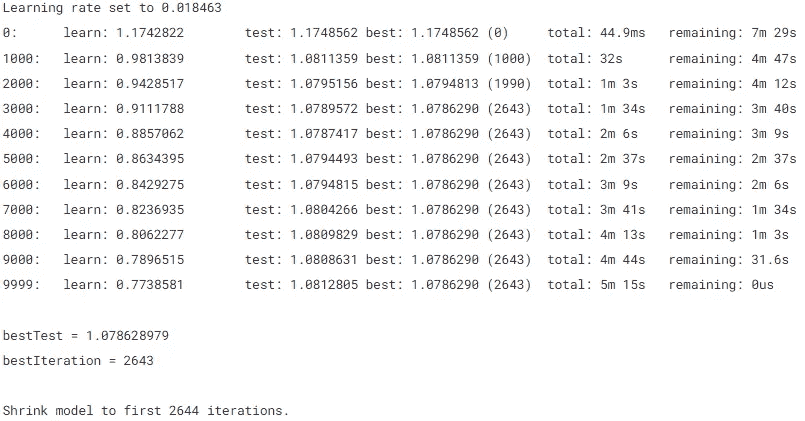 Learning rate set to 0.018463
0: learn: 1.1742822 test: 1.1748562 best: 1.1748562 (0) total: 44.9ms remaining: 7m 29s
1000: learn: 0.9813839 test: 1.0811359 best: 1.0811359 (1000) total: 32s remaining: 4m 47s
2000: learn: 0.9428517 test: 1.0795156 best: 1.0794813 (1990) total: 1m 3s remaining: 4m 12s
3000: learn: 0.9111788 test: 1.0789572 best: 1.0786290 (2643) total: 1m 34s remaining: 3m 40s
4000: learn: 0.8857062 test: 1.0787417 best: 1.0786290 (2643) total: 2m 6s remaining: 3m 9s
5000: learn: 0.8634395 test: 1.0794493 best: 1.0786290 (2643) total: 2m 37s remaining: 2m 37s
6000: learn: 0.8429275 test: 1.0794815 best: 1.0786290 (2643) total: 3m 9s remaining: 2m 6s
7000: learn: 0.8236935 test: 1.0804266 best: 1.0786290 (2643) total: 3m 41s remaining: 1m 34s
8000: learn: 0.8062277 test: 1.0809829 best: 1.0786290 (2643) total: 4m 13s remaining: 1m 3s
9000: learn: 0.7896515 test: 1.0808631 best: 1.0786290 (2643) total: 4m 44s remaining: 31.6s
9999: learn: 0.7738581 test: 1.0812805 best: 1.0786290 (2643) total: 5m 15s remaining: 0us
bestTest = 1.078628979
bestIteration = 2643
Shrink model to first 2644 iterations.